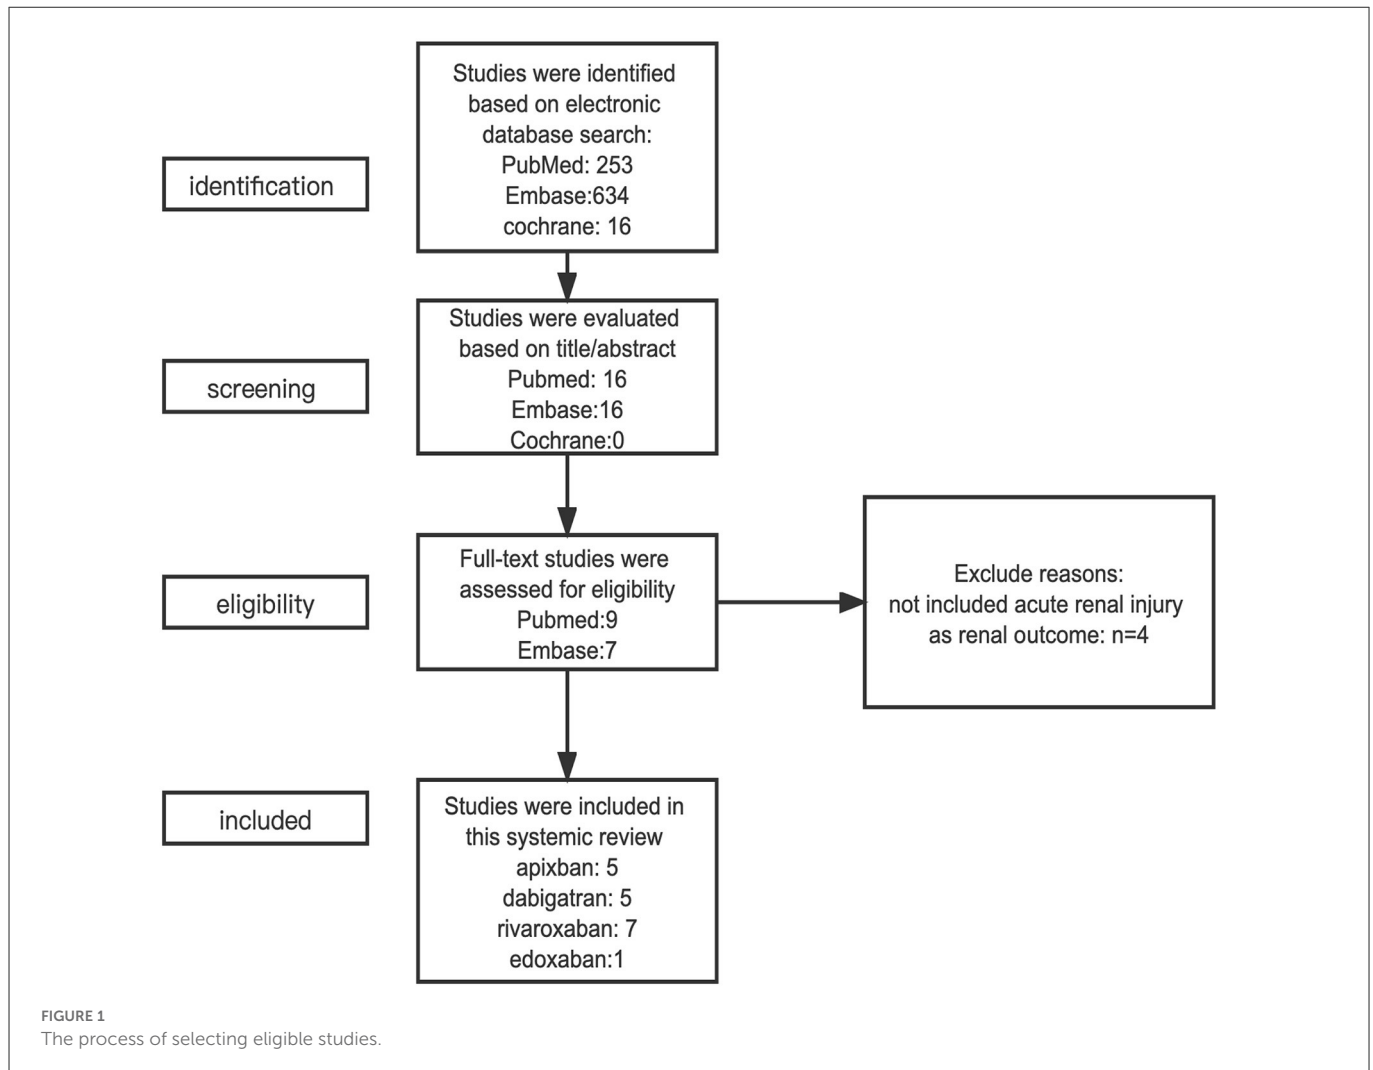 identification
Studies were identified
based on electronic
database search:
PubMed: 253
Embase:634
cochrane: 16
screening
Studies were evaluated
based on title/abstract
Pubmed: 16
Embase:16
Cochrane:0
eligibility
Full-text studies were
assessed for eligibility
Pubmed:9
Embase:7
Exclude reasons:
not included acute renal injury
as renal outcome: n=4
included
Studies were included in
this systemic review
apixban: 5
dabigatran: 5
rivaroxaban: 7
edoxaban:1
FIGURE 1
The process of selecting eligible studies.